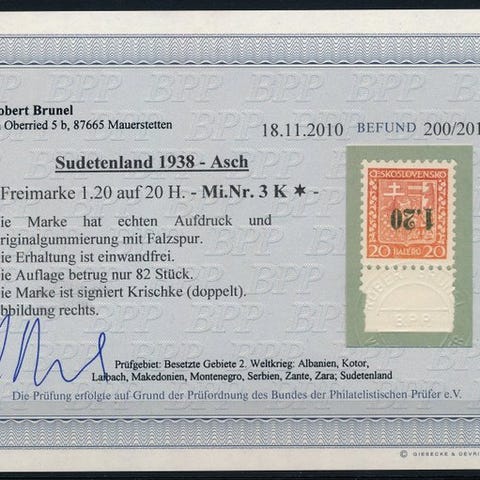 obert Brunel
Oberried 5 b, 87665 Mauerstetten
18.11.2010 BEFUND 200/201
Sudetenland 1938 - Asch
Freimarke 1.20 auf 20 H. - Mi.Nr. 3 K ✶ -
ie Marke hat echten Aufdruck und
riginalgummierung mit Falzspur.
ie Erhaltung ist einwandfrei.
ie Auflage betrug nur 82 Stück.
ie Marke ist signiert Krischke (doppelt).
bbildung rechts.
ČESKOSLOVENSKO
1.20
20 HALÉŘŮ 20
BPP
Prüfgebiet: Besetzte Gebiete 2. Weltkrieg: Albanien, Kotor,
Laibach, Makedonien, Montenegro, Serbien, Zante, Zara; Sudetenland
Die Prüfung erfolgte auf Grund der Prüfordnung des Bundes der Philatelistischen Prüfer e.V.
© GIESECKE & DEVRI